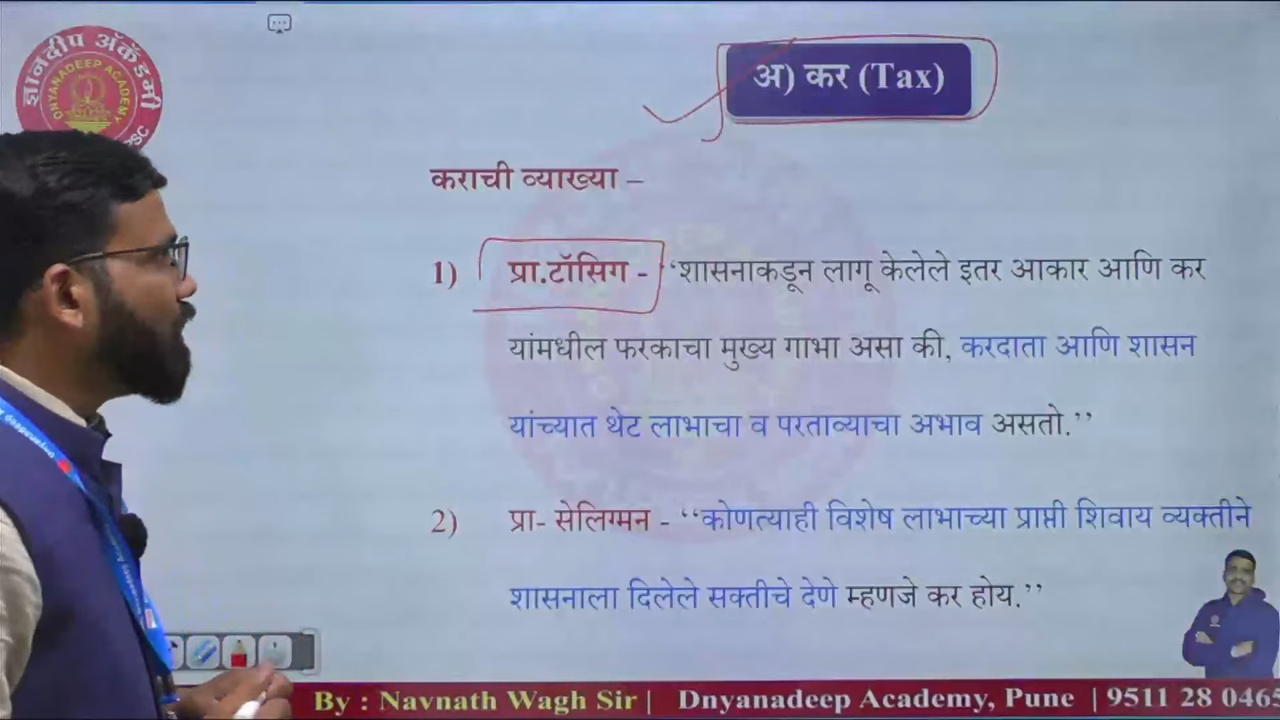 ज्ञानदीप अॅकॅडमी
DNYANADEEP ACADEMY
अ) कर (Tax)
कराची व्याख्या –
1) प्रा.टॉसिग - ‘‘शासनाकडून लागू केलेले इतर आकार आणि कर
यांमधील फरकाचा मुख्य गाभा असा की, करदाता आणि शासन
यांच्यात थेट लाभाचा व परताव्याचा अभाव असतो.’’
2) प्रा- सेलिग्मन - ‘‘कोणत्याही विशेष लाभाच्या प्राप्ती शिवाय व्यक्तीने
शासनाला दिलेले सक्तीचे देणे म्हणजे कर होय.’’
By : Navnath Wagh Sir | Dnyanadeep Academy, Pune | 9511 28 0465